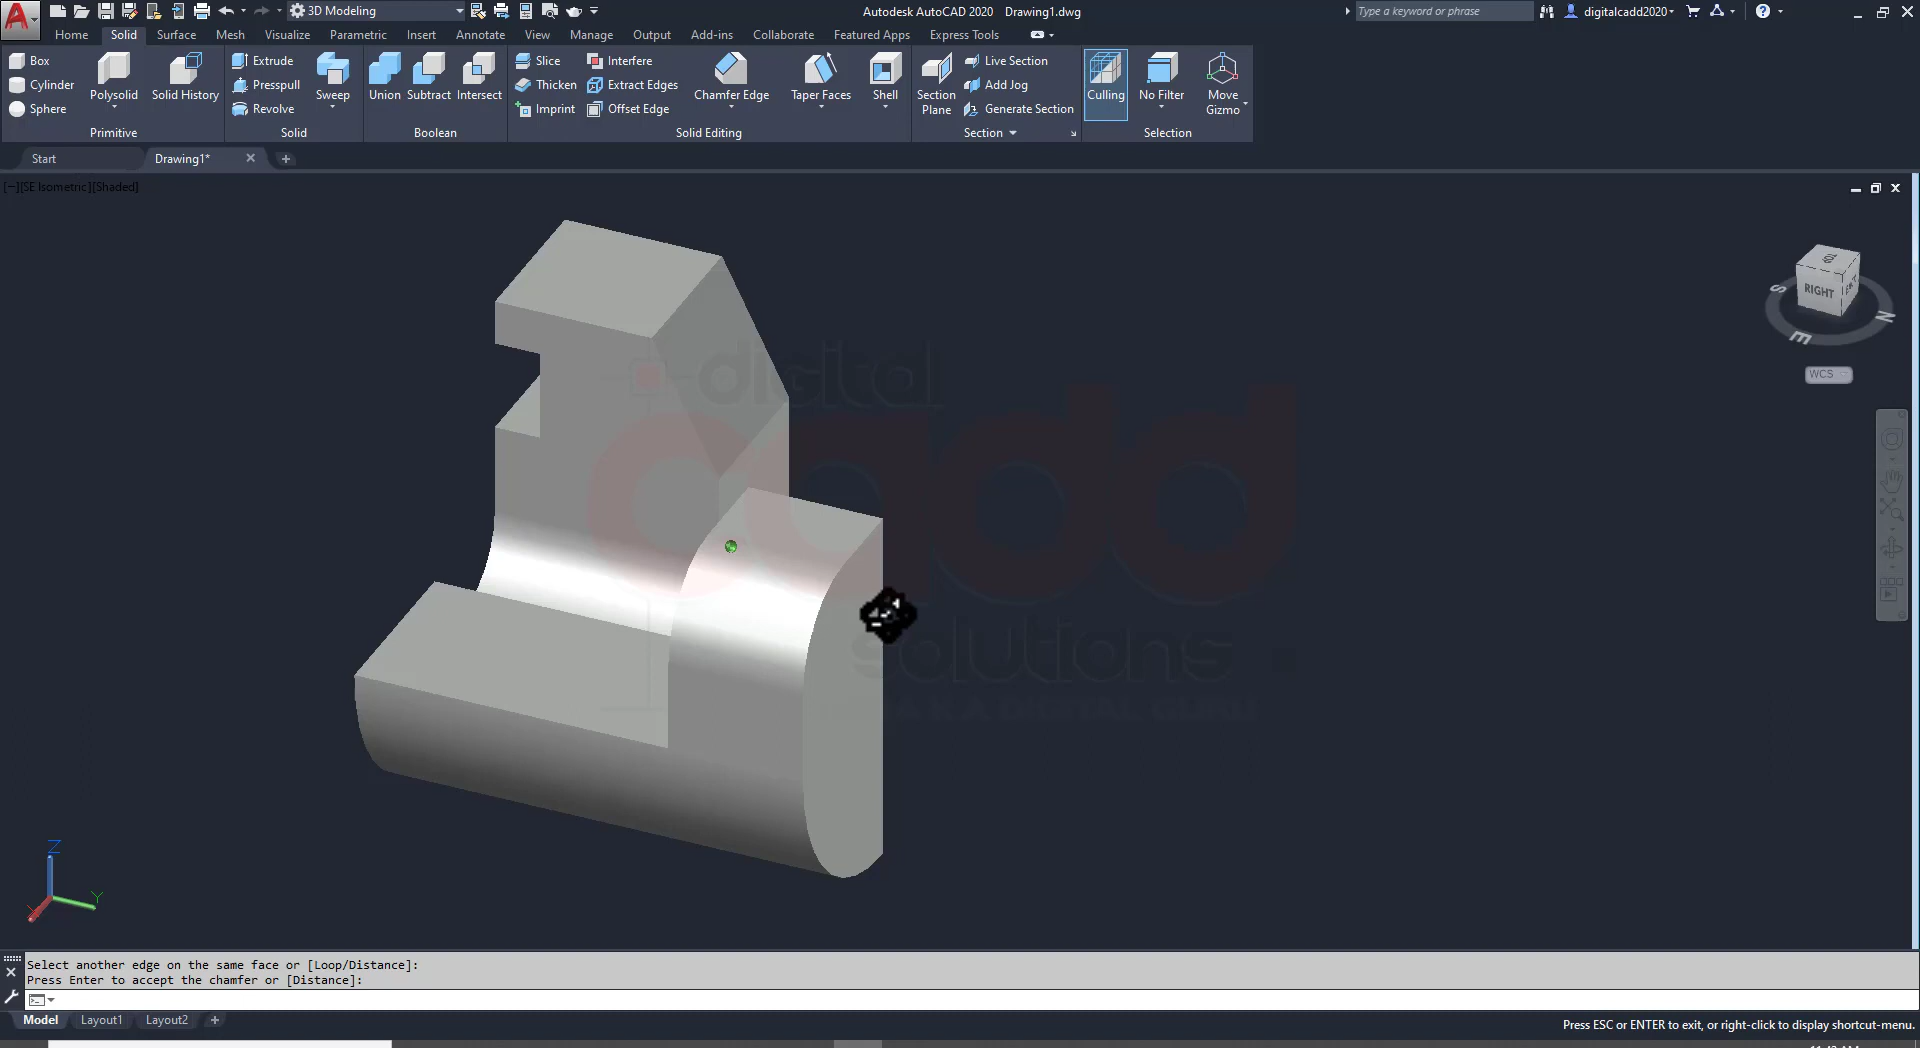 3D Modeling
Autodesk AutoCAD 2020 Drawing1.dwg
Type a keyword or phrase
digitalcadd2020
Home Solid Surface Mesh Visualize Parametric Insert Annotate View Manage Output Add-ins Collaborate Featured Apps Express Tools
Box
Cylinder
Sphere
Polysolid
Solid History
Primitive
Extrude
Presspull
Revolve
Sweep
Solid
Union Subtract Intersect
Boolean
Slice
Thicken
Imprint
Interfere
Extract Edges
Offset Edge
Chamfer Edge
Taper Faces
Shell
Solid Editing
Section
Plane
Live Section
Add Jog
Generate Section
Section
Culling
No Filter
Move
Gizmo
Selection
Start
Drawing1*
[−][SE Isometric][Shaded]
TOP
RIGHT
S
E
N
WCS
digital
cadd
solutions
Z
Y
X
Select another edge on the same face or [Loop/Distance]:
Press Enter to accept the chamfer or [Distance]:
Model Layout1 Layout2
Press ESC or ENTER to exit, or right-click to display shortcut-menu.